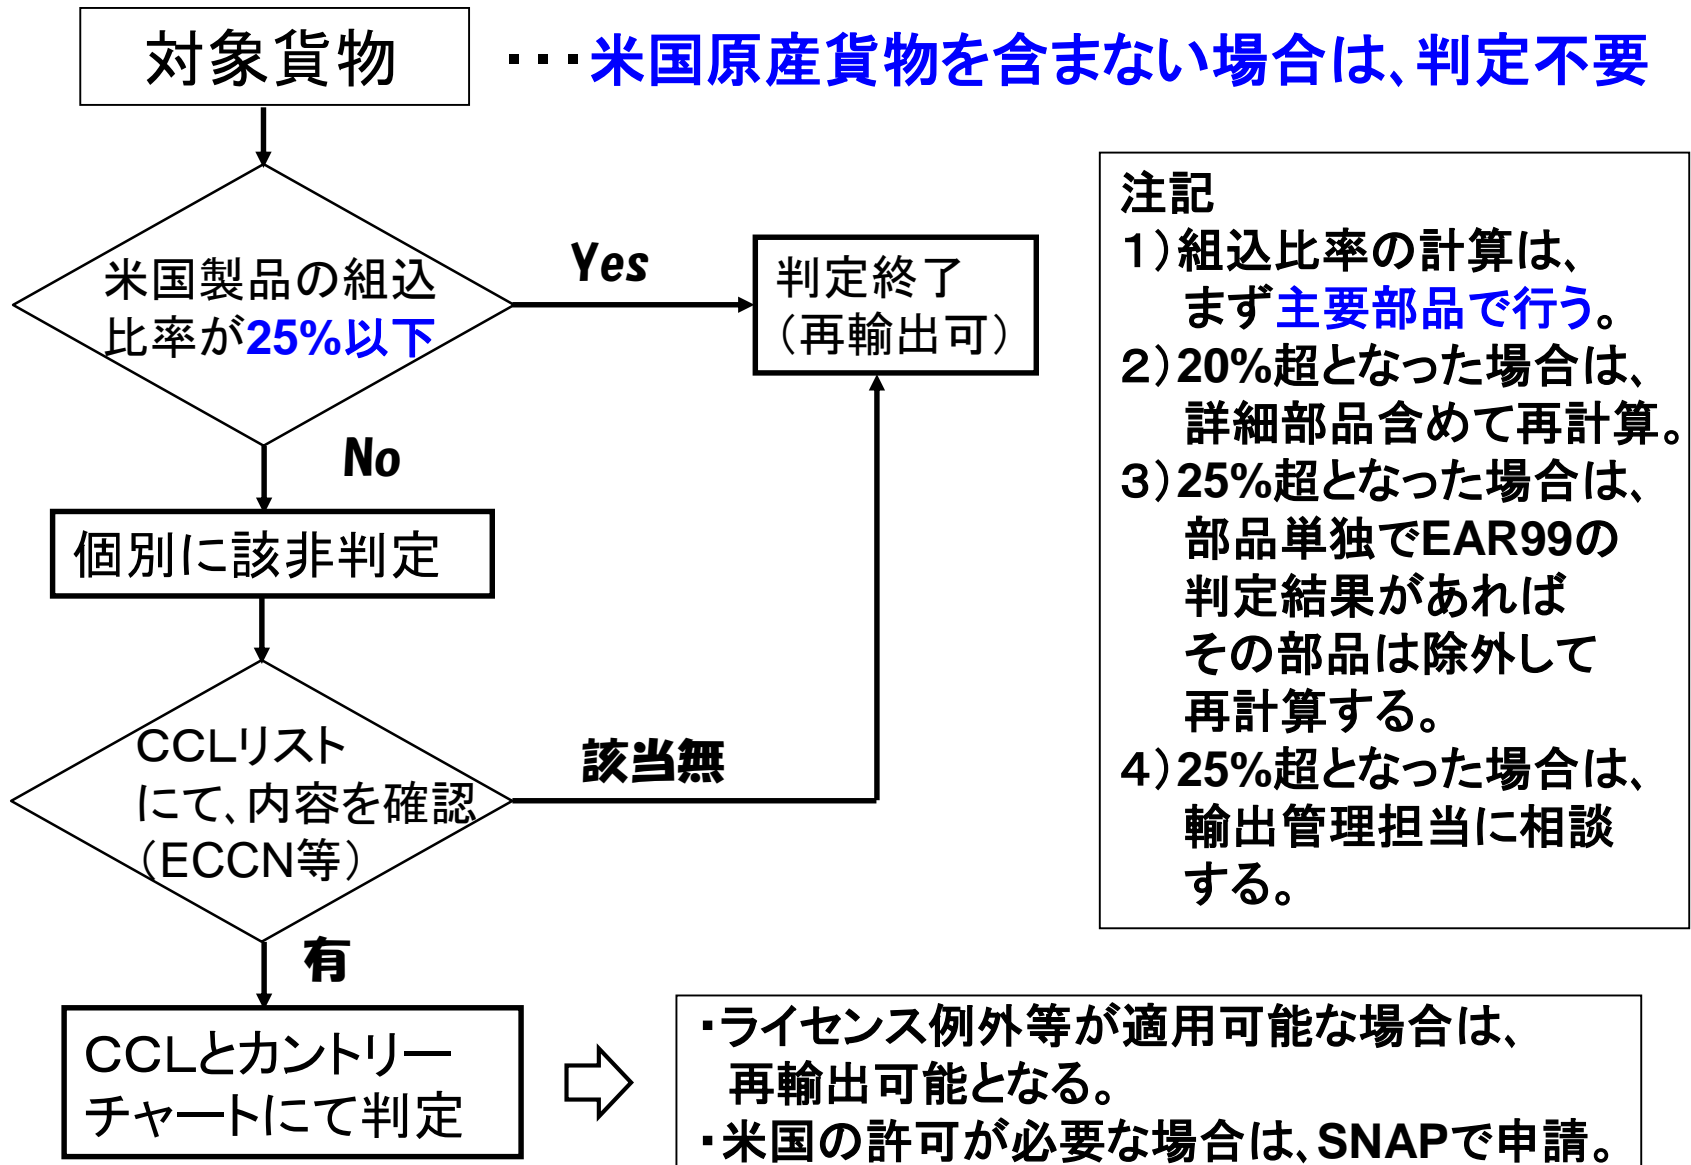 対象貨物
・・・米国原産貨物を含まない場合は、判定不要
米国製品の組込
比率が25%以下
Yes
判定終了
（再輸出可）
No
個別に該非判定
CCLリスト
にて、内容を確認
（ECCN等）
該当無
有
CCLとカントリー
チャートにて判定
注記
１）組込比率の計算は、
まず主要部品で行う。
２）20%超となった場合は、
詳細部品含めて再計算。
３）25%超となった場合は、
部品単独でEAR99の
判定結果があれば
その部品は除外して
再計算する。
４）25%超となった場合は、
輸出管理担当に相談
する。
・ライセンス例外等が適用可能な場合は、
再輸出可能となる。
・米国の許可が必要な場合は、SNAPで申請。